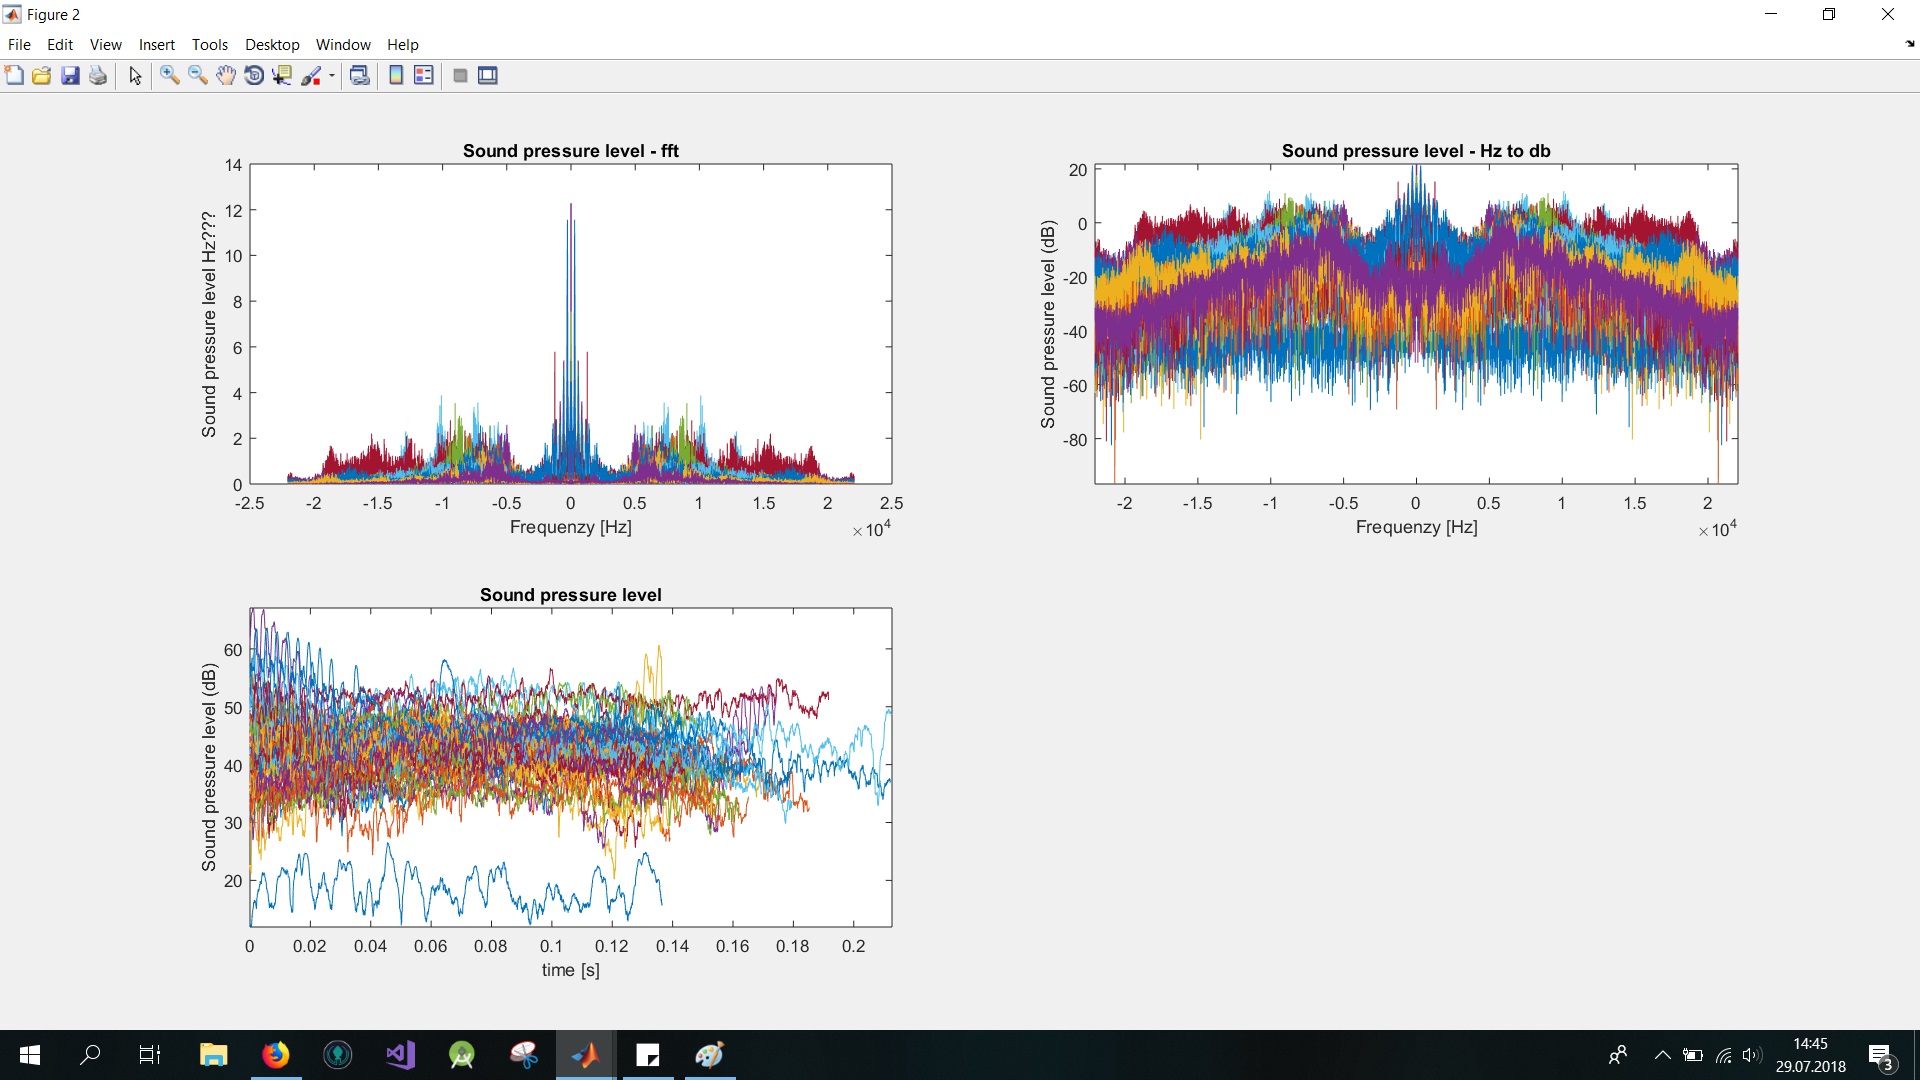 Figure 2
File Edit View Insert Tools Desktop Window Help
Sound pressure level - fft
Sound pressure level Hz???
14
12
10
8
6
4
2
0
-2.5 -2 -1.5 -1 -0.5 0 0.5 1 1.5 2 2.5
Frequenzy [Hz]
×10^4
Sound pressure level - Hz to db
Sound pressure level (dB)
20
0
-20
-40
-60
-80
-2 -1.5 -1 -0.5 0 0.5 1 1.5 2
Frequenzy [Hz]
×10^4
Sound pressure level
Sound pressure level (dB)
60
50
40
30
20
0 0.02 0.04 0.06 0.08 0.1 0.12 0.14 0.16 0.18 0.2
time [s]
14:45
29.07.2018
3